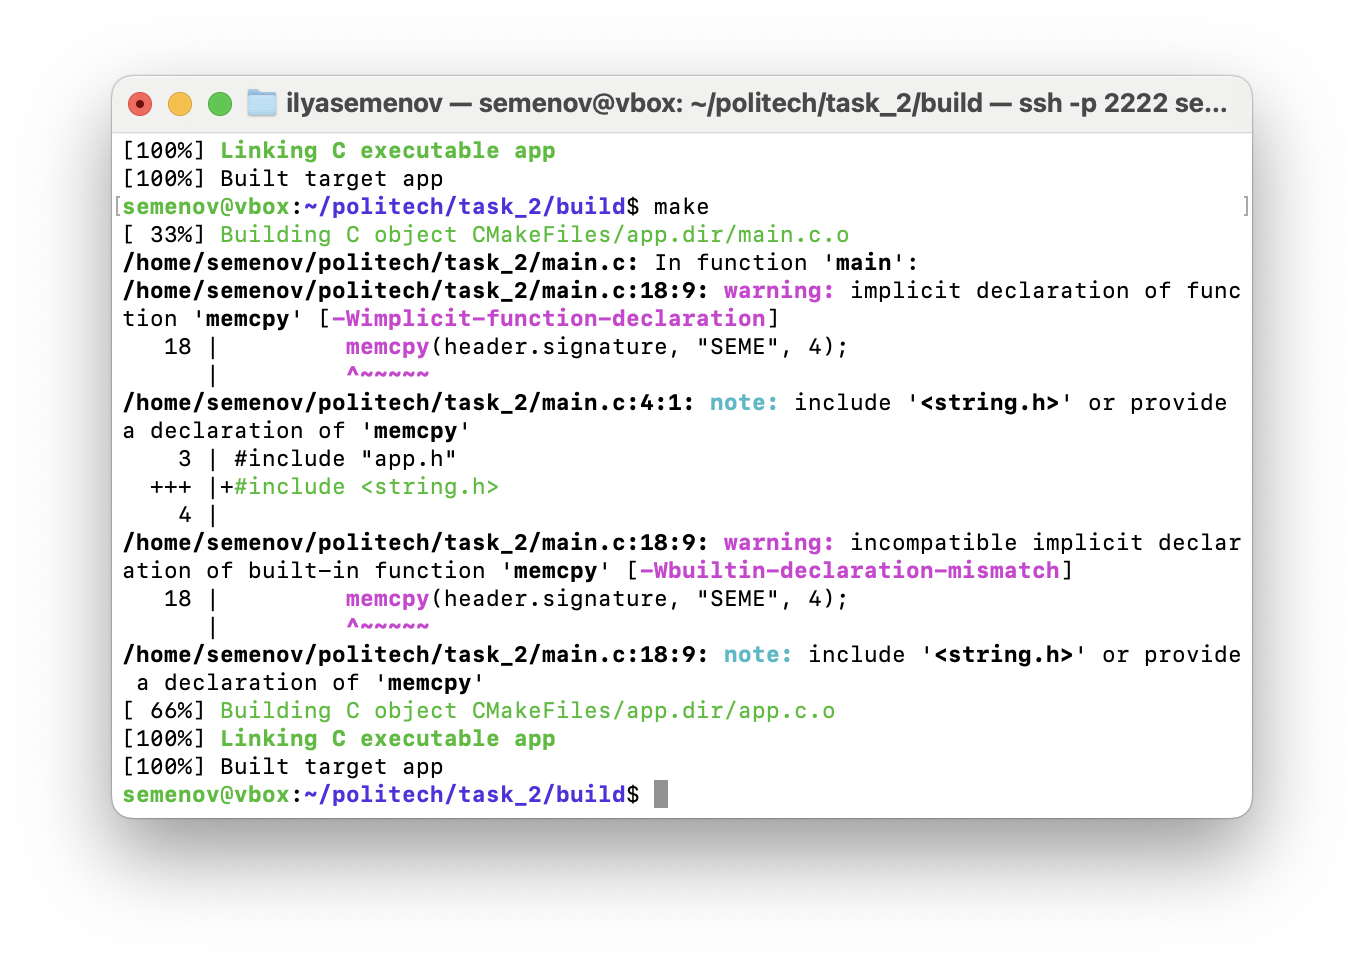 ilyasemenov — semenov@vbox: ~/politech/task_2/build — ssh -p 2222 se...
[100%] Linking C executable app
[100%] Built target app
[semenov@vbox:~/politech/task_2/build$ make ]
[ 33%] Building C object CMakeFiles/app.dir/main.c.o
/home/semenov/politech/task_2/main.c: In function 'main':
/home/semenov/politech/task_2/main.c:18:9: warning: implicit declaration of func
tion 'memcpy' [-Wimplicit-function-declaration]
   18 |         memcpy(header.signature, "SEME", 4);
      |         ^~~~~~
/home/semenov/politech/task_2/main.c:4:1: note: include '<string.h>' or provide
a declaration of 'memcpy'
    3 | #include "app.h"
  +++ |+#include <string.h>
    4 |
/home/semenov/politech/task_2/main.c:18:9: warning: incompatible implicit declar
ation of built-in function 'memcpy' [-Wbuiltin-declaration-mismatch]
   18 |         memcpy(header.signature, "SEME", 4);
      |         ^~~~~~
/home/semenov/politech/task_2/main.c:18:9: note: include '<string.h>' or provide
 a declaration of 'memcpy'
[ 66%] Building C object CMakeFiles/app.dir/app.c.o
[100%] Linking C executable app
[100%] Built target app
semenov@vbox:~/politech/task_2/build$